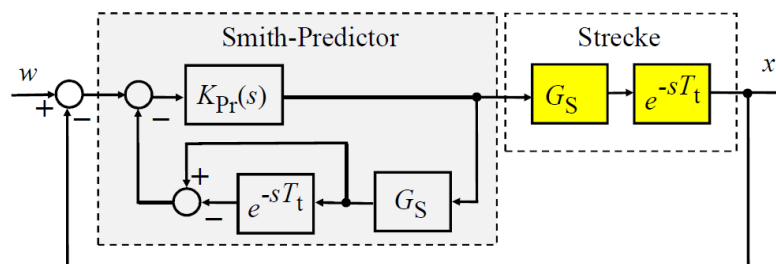 Smith-Predictor
Strecke
w
x
+
−
−
K_Pr(s)
G_S
e^-sT_t
+
−
e^-sT_t
G_S